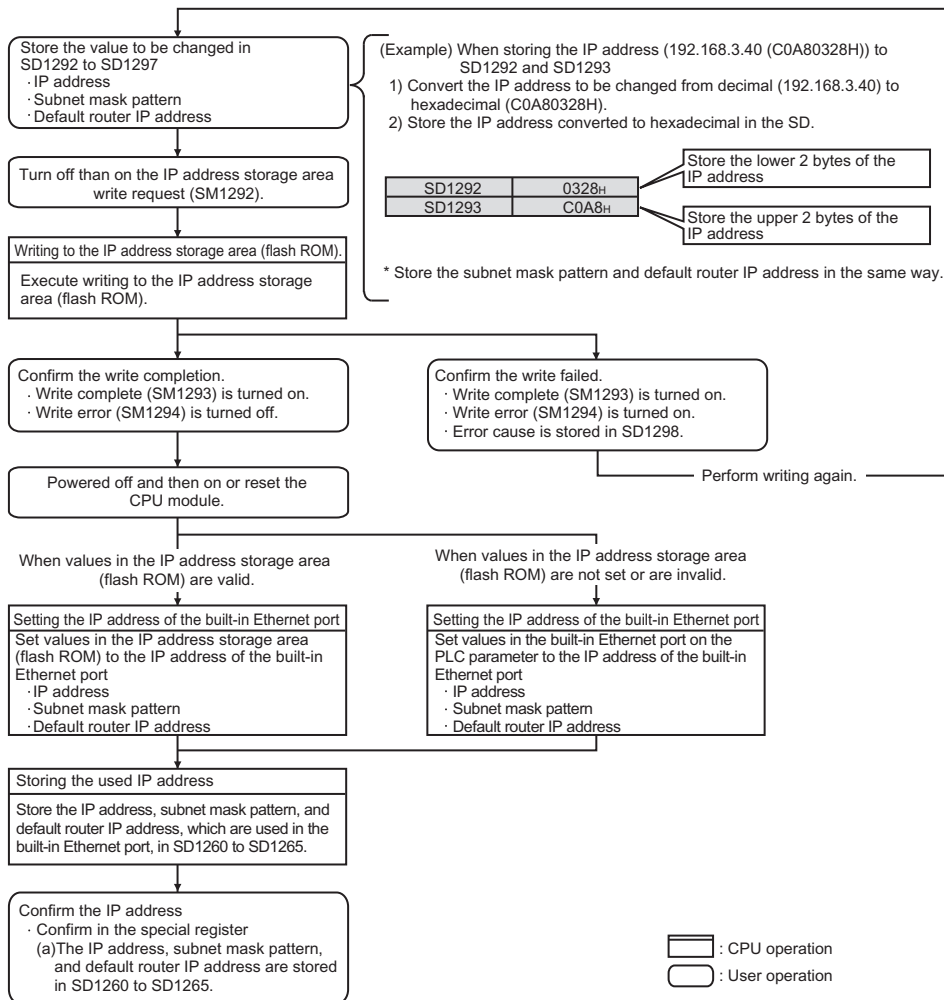 Store the value to be changed in
SD1292 to SD1297
· IP address
· Subnet mask pattern
· Default router IP address
(Example) When storing the IP address (192.168.3.40 (C0A80328H)) to
SD1292 and SD1293
1) Convert the IP address to be changed from decimal (192.168.3.40) to
hexadecimal (C0A80328H).
2) Store the IP address converted to hexadecimal in the SD.
SD1292 0328H
SD1293 C0A8H
Store the lower 2 bytes of the
IP address
Store the upper 2 bytes of the
IP address
* Store the subnet mask pattern and default router IP address in the same way.
Turn off than on the IP address storage area
write request (SM1292).
Writing to the IP address storage area (flash ROM).
Execute writing to the IP address storage
area (flash ROM).
Confirm the write completion.
· Write complete (SM1293) is turned on.
· Write error (SM1294) is turned off.
Confirm the write failed.
· Write complete (SM1293) is turned on.
· Write error (SM1294) is turned on.
· Error cause is stored in SD1298.
Perform writing again.
Powered off and then on or reset the
CPU module.
When values in the IP address storage area
(flash ROM) are valid.
When values in the IP address storage area
(flash ROM) are not set or are invalid.
Setting the IP address of the built-in Ethernet port
Set values in the IP address storage area
(flash ROM) to the IP address of the built-in
Ethernet port
· IP address
· Subnet mask pattern
· Default router IP address
Setting the IP address of the built-in Ethernet port
Set values in the built-in Ethernet port on the
PLC parameter to the IP address of the built-in
Ethernet port
· IP address
· Subnet mask pattern
· Default router IP address
Storing the used IP address
Store the IP address, subnet mask pattern, and
default router IP address, which are used in the
built-in Ethernet port, in SD1260 to SD1265.
Confirm the IP address
· Confirm in the special register
(a)The IP address, subnet mask pattern,
and default router IP address are stored
in SD1260 to SD1265.
: CPU operation
: User operation